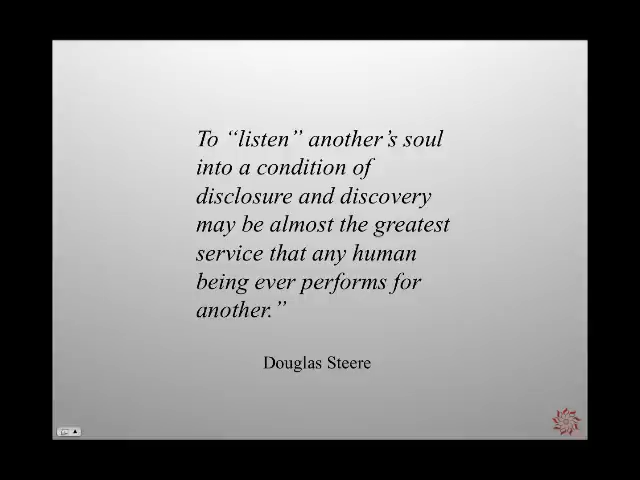 To “listen” another’s soul
into a condition of
disclosure and discovery
may be almost the greatest
service that any human
being ever performs for
another.”
Douglas Steere